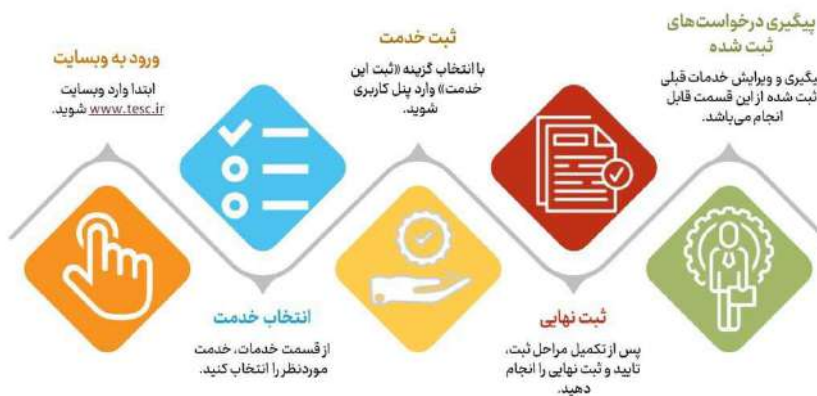 ورود به وبسایت
ابتدا وارد وبسایت
www.tesc.ir شوید.
انتخاب خدمت
از قسمت خدمات، خدمت
موردنظر را انتخاب کنید.
ثبت خدمت
با انتخاب گزینه «ثبت این
خدمت» وارد پنل کاربری
شوید.
ثبت نهایی
پس از تکمیل مراحل ثبت،
تایید و ثبت نهایی را انجام
دهید.
پیگیری درخواست‌های
ثبت شده
یگیری و ویرایش خدمات قبلی
ثبت شده از این قسمت قابل
انجام می‌باشد.